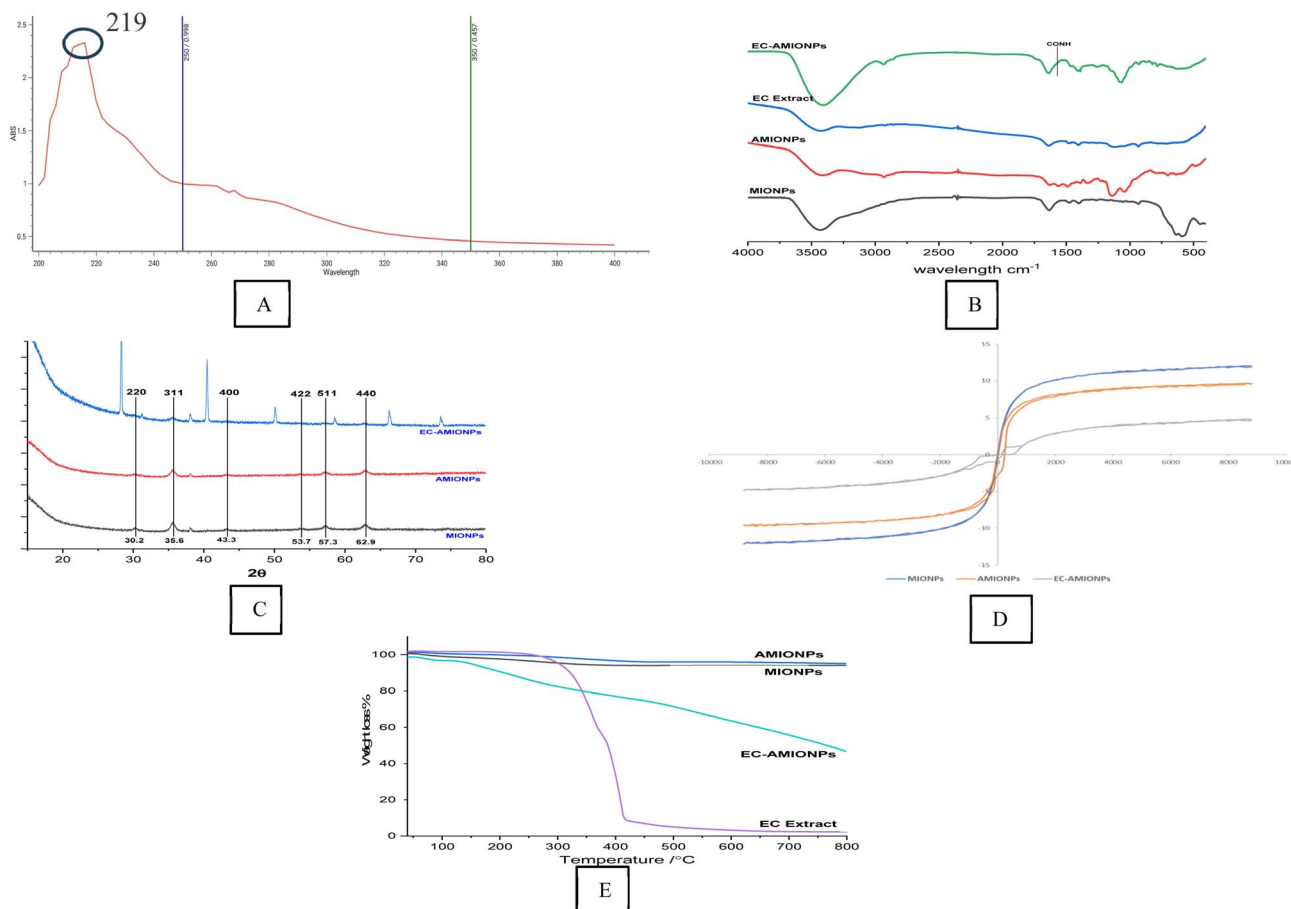 219
2.5
2
1.5
1
0.5
ABS
250 / 0.998
350 / 0.457
200 220 240 260 280 300 320 340 360 380 400
Wavelength
A
EC-AMIONPs
CONH
EC Extract
AMIONPs
MIONPs
4000 3500 3000 2500 2000 1500 1000 500
wavelength cm⁻¹
B
220 311 400 422 511 440
EC-AMIONPs
AMIONPs
MIONPs
30.2 35.6 43.3 53.7 57.3 62.9
20 30 40 50 60 70 80
2θ
C
15
10
5
0
-10000 -8000 -6000 -4000 -2000 0 2000 4000 6000 8000
-5
-10
-15
MIONPs AMIONPs EC-AMIONPs
D
100
80
60
40
20
0
AMIONPs
MIONPs
EC-AMIONPs
EC Extract
100 200 300 400 500 600 700 800
Temperature /°C
E